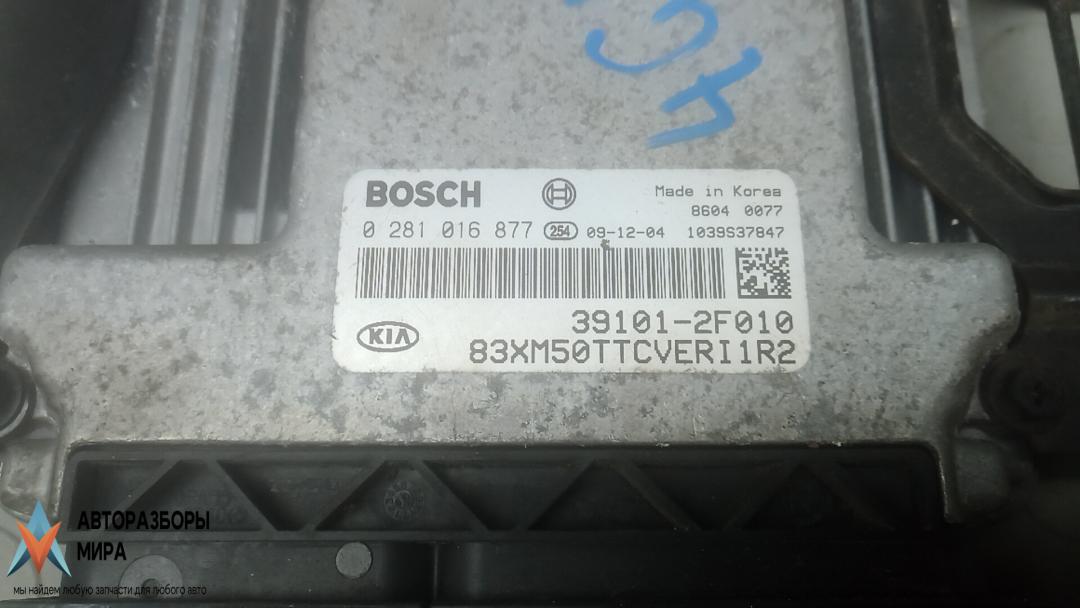 BOSCH
Made in Korea
8604 0077
0 281 016 877 254 09-12-04 1039S37847
KIA
39101-2F010
83XM50TTCVERI1R2
АВТОРАЗБОРЫ
МИРА
мы найдем любую запчасти для любого авто